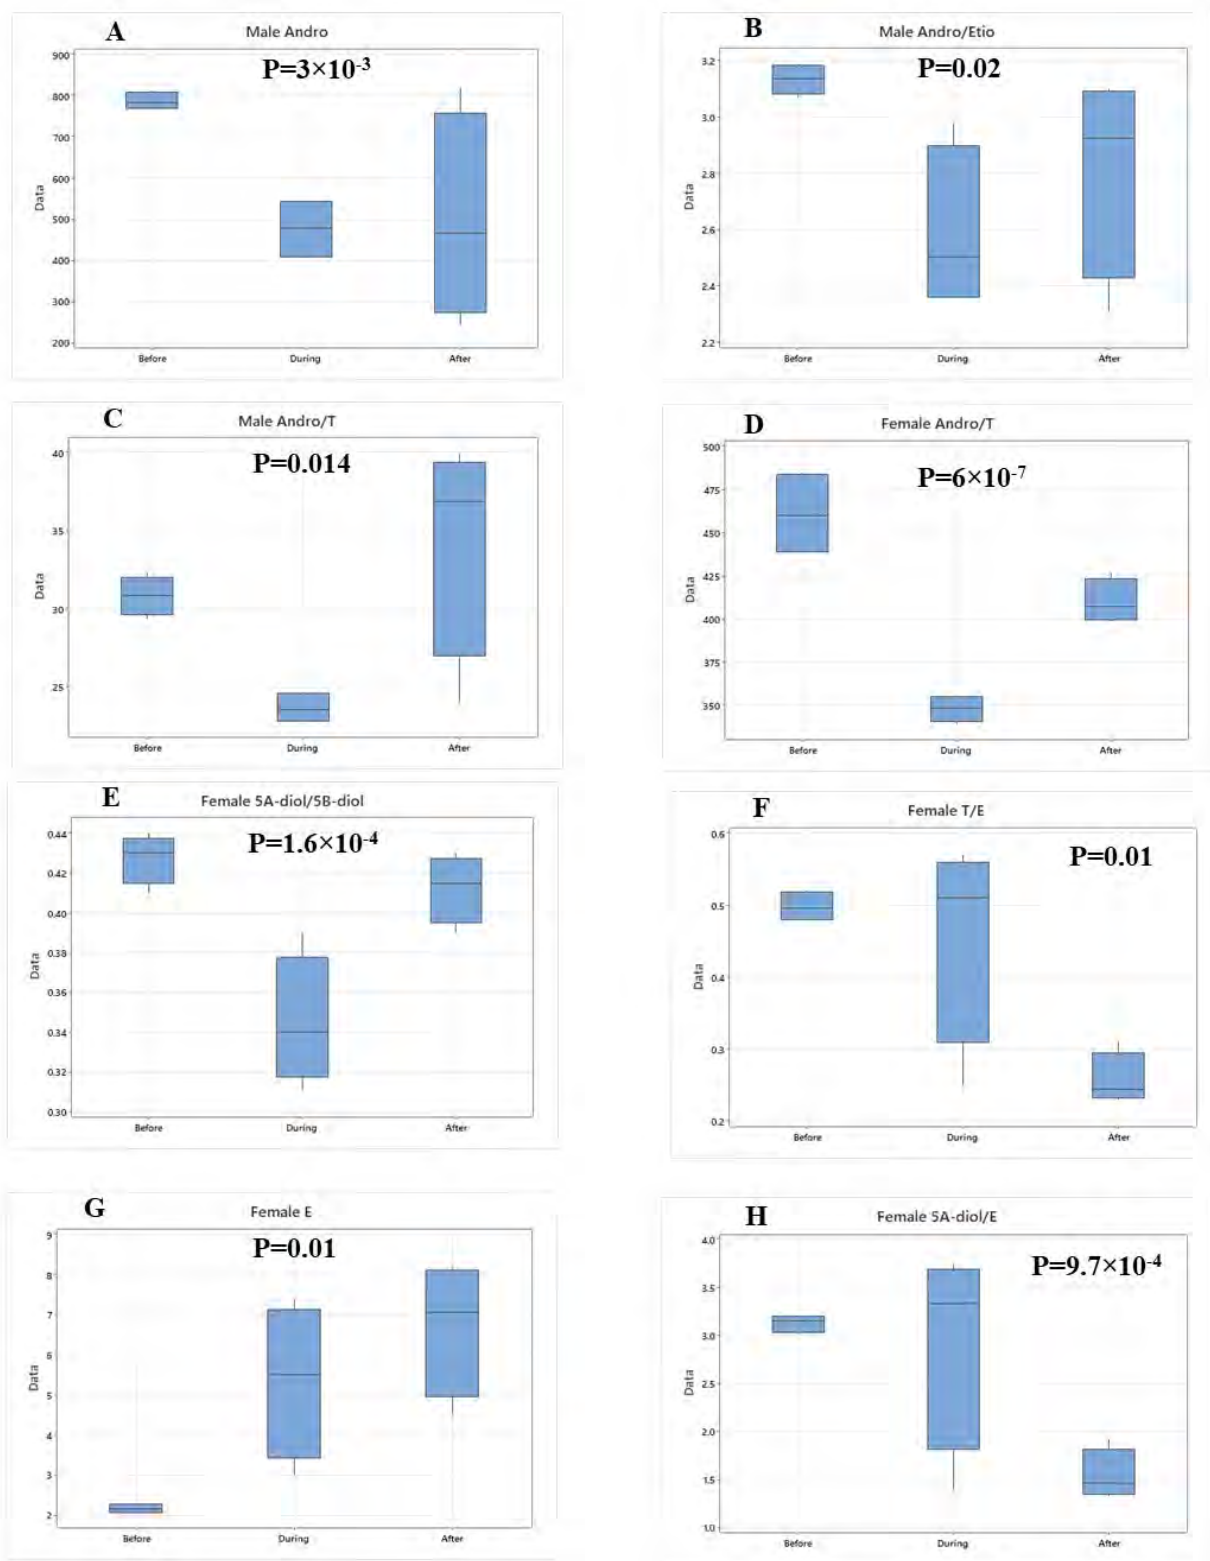 A
Male Andro
P=3×10-3
900
800
700
600
500
400
300
200
Data
Before During After
B
Male Andro/Etio
P=0.02
3.2
3.0
2.8
2.6
2.4
2.2
Data
Before During After
C
Male Andro/T
P=0.014
40
35
30
25
Data
Before During After
D
Female Andro/T
P=6×10-7
500
475
450
425
400
375
350
Data
Before During After
E
Female 5A-diol/5B-diol
P=1.6×10-4
0.44
0.42
0.40
0.38
0.36
0.34
0.32
0.30
Data
Before During After
F
Female T/E
P=0.01
0.6
0.5
0.4
0.3
0.2
Data
Before During After
G
Female E
P=0.01
9
8
7
6
5
4
3
2
Data
Before During After
H
Female 5A-diol/E
P=9.7×10-4
4.0
3.5
3.0
2.5
2.0
1.5
1.0
Data
Before During After